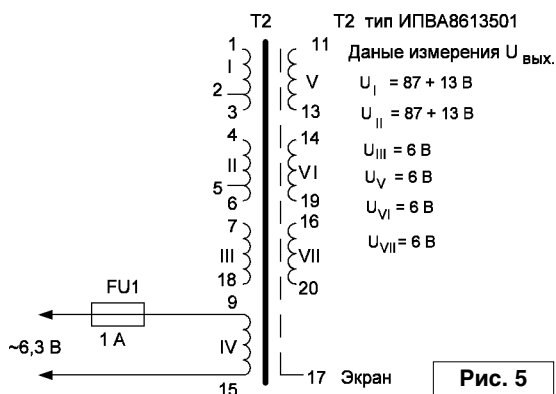 T2
T2 тип ИПВА8613501
1
11
Даные измерения U вых.
I
V
2
U I = 87 + 13 В
3
13
U II = 87 + 13 В
4
14
U III = 6 В
II
VI
U V = 6 В
5
6
19
U VI = 6 В
7
16
III
VII
U VII = 6 В
18
20
FU1
9
1 А
~6,3 В
IV
15
17 Экран
Рис. 5